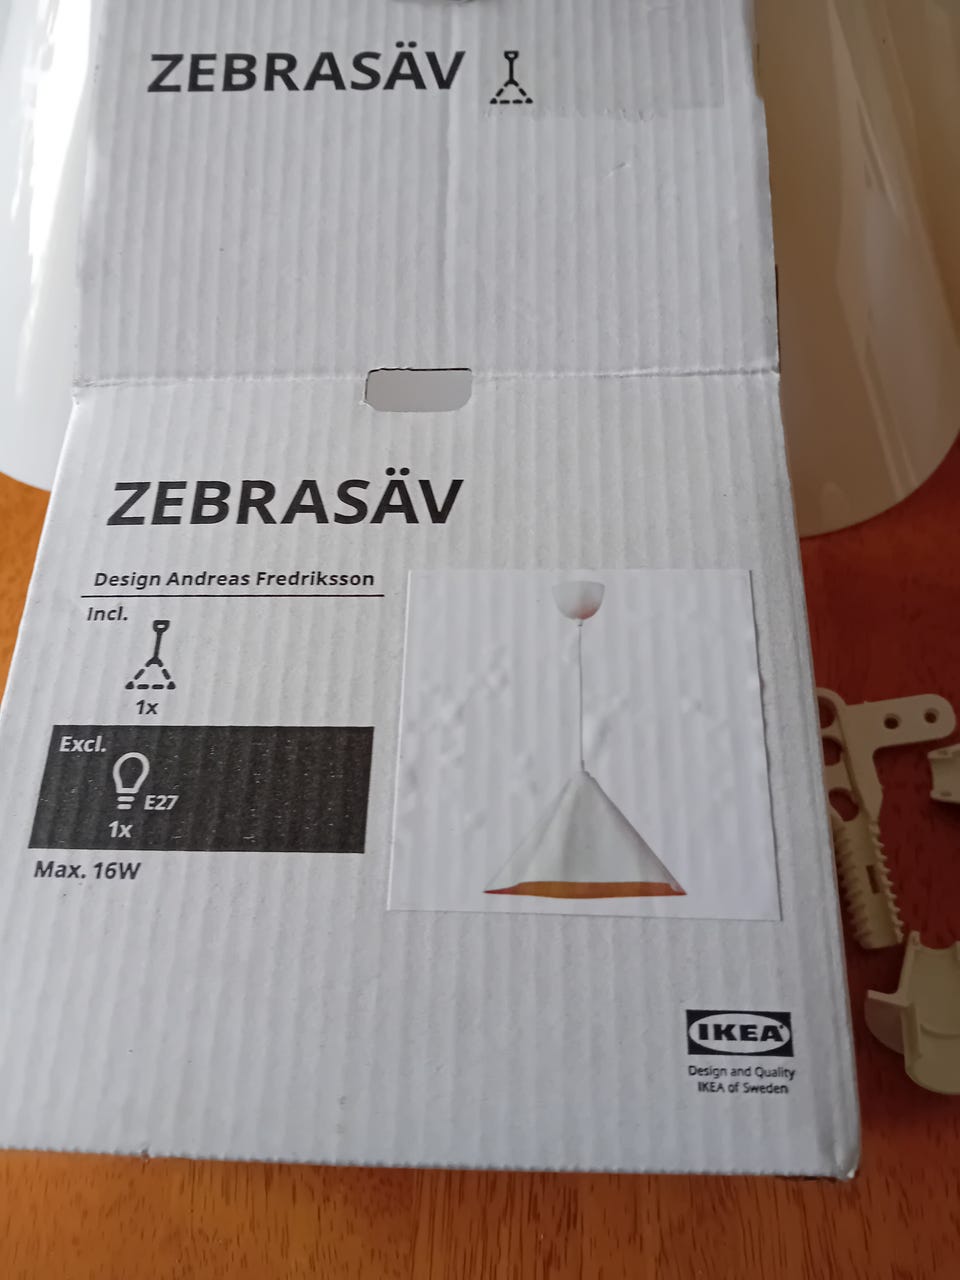 ZEBRASÄV
ZEBRASÄV
Design Andreas Fredriksson
Incl.
1x
Excl.
E27
1x
Max. 16W
IKEA
Design and Quality
IKEA of Sweden